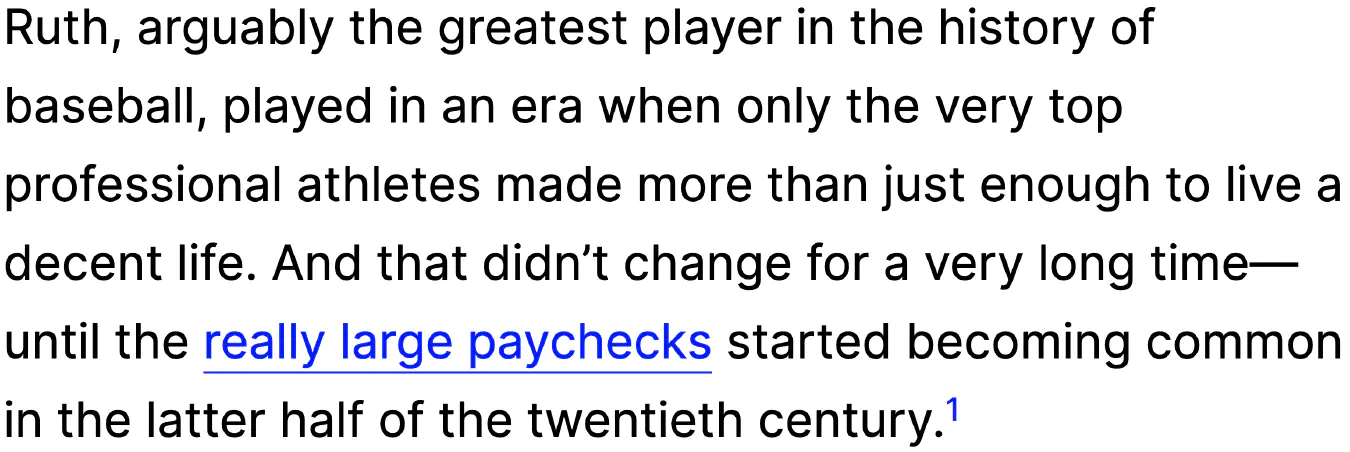 Ruth, arguably the greatest player in the history of
baseball, played in an era when only the very top
professional athletes made more than just enough to live a
decent life. And that didn’t change for a very long time—
until the really large paychecks started becoming common
in the latter half of the twentieth century.1